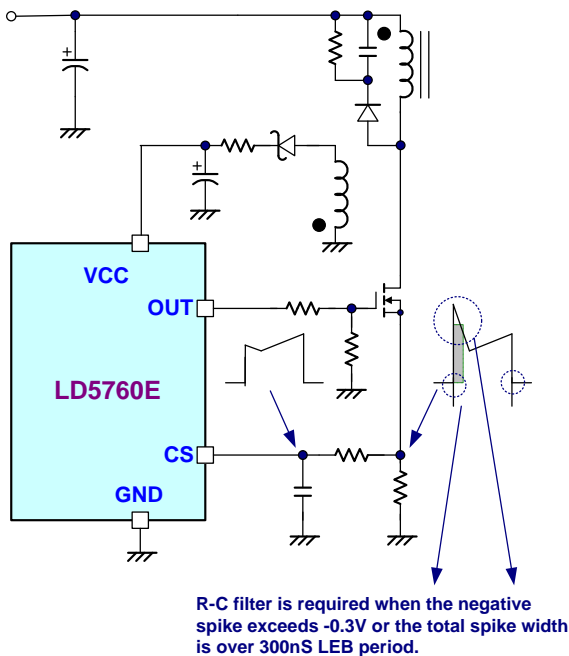 +
+
VCC
OUT
LD5760E
CS
GND
R-C filter is required when the negative
spike exceeds -0.3V or the total spike width
is over 300nS LEB period.